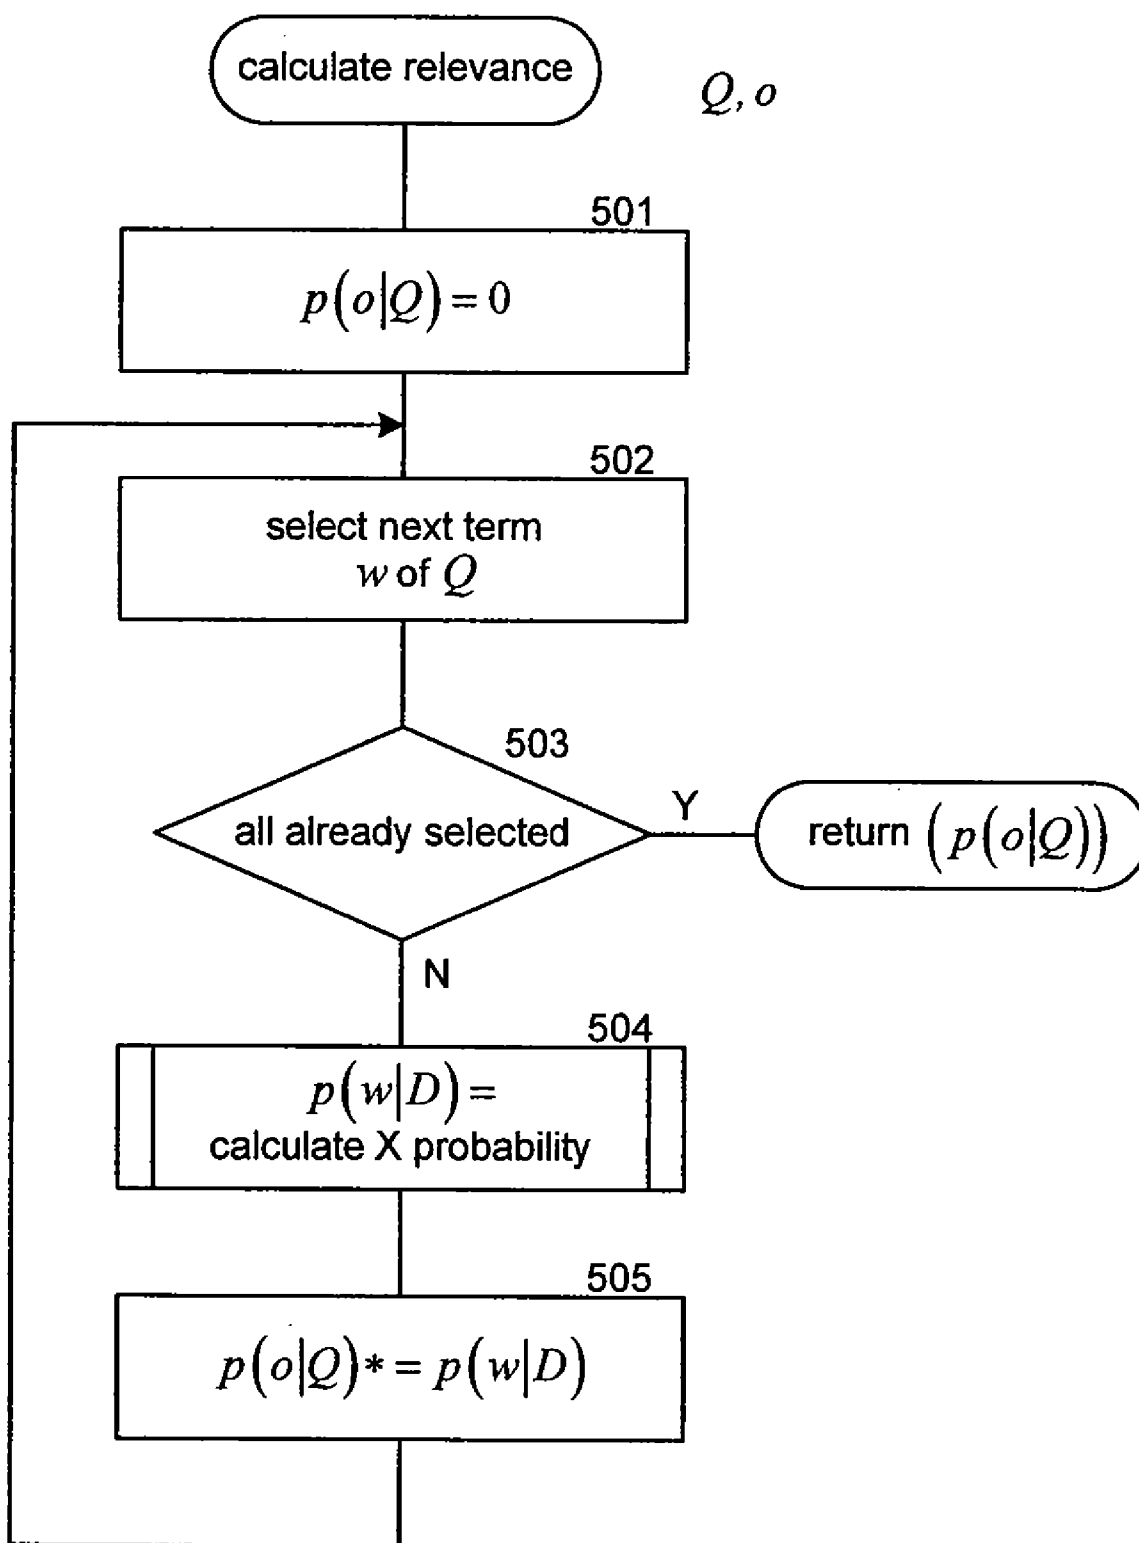 calculate relevance
Q, o
501
p(o|Q) = 0
502
select next term
w of Q
503
all already selected
Y
return (p(o|Q))
N
504
p(w|D) =
calculate X probability
505
p(o|Q)* = p(w|D)